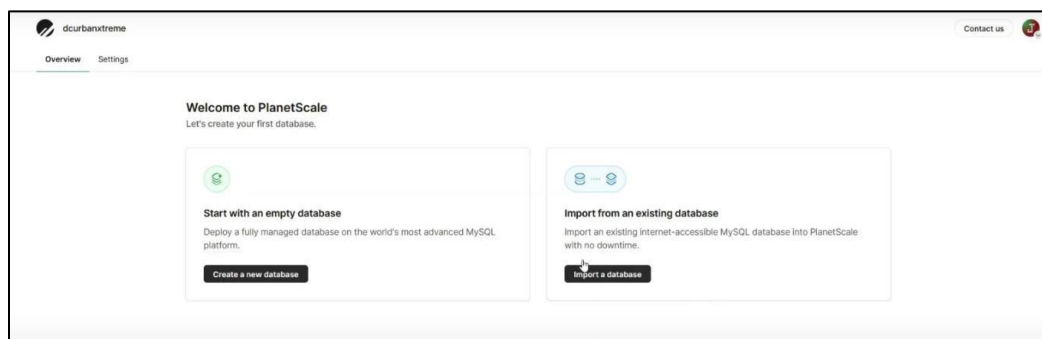 dcurbanxtreme
Contact us
J
Overview Settings
Welcome to PlanetScale
Let's create your first database.
Start with an empty database
Deploy a fully managed database on the world's most advanced MySQL
platform.
Create a new database
Import from an existing database
Import an existing internet-accessible MySQL database into PlanetScale
with no downtime.
Import a database